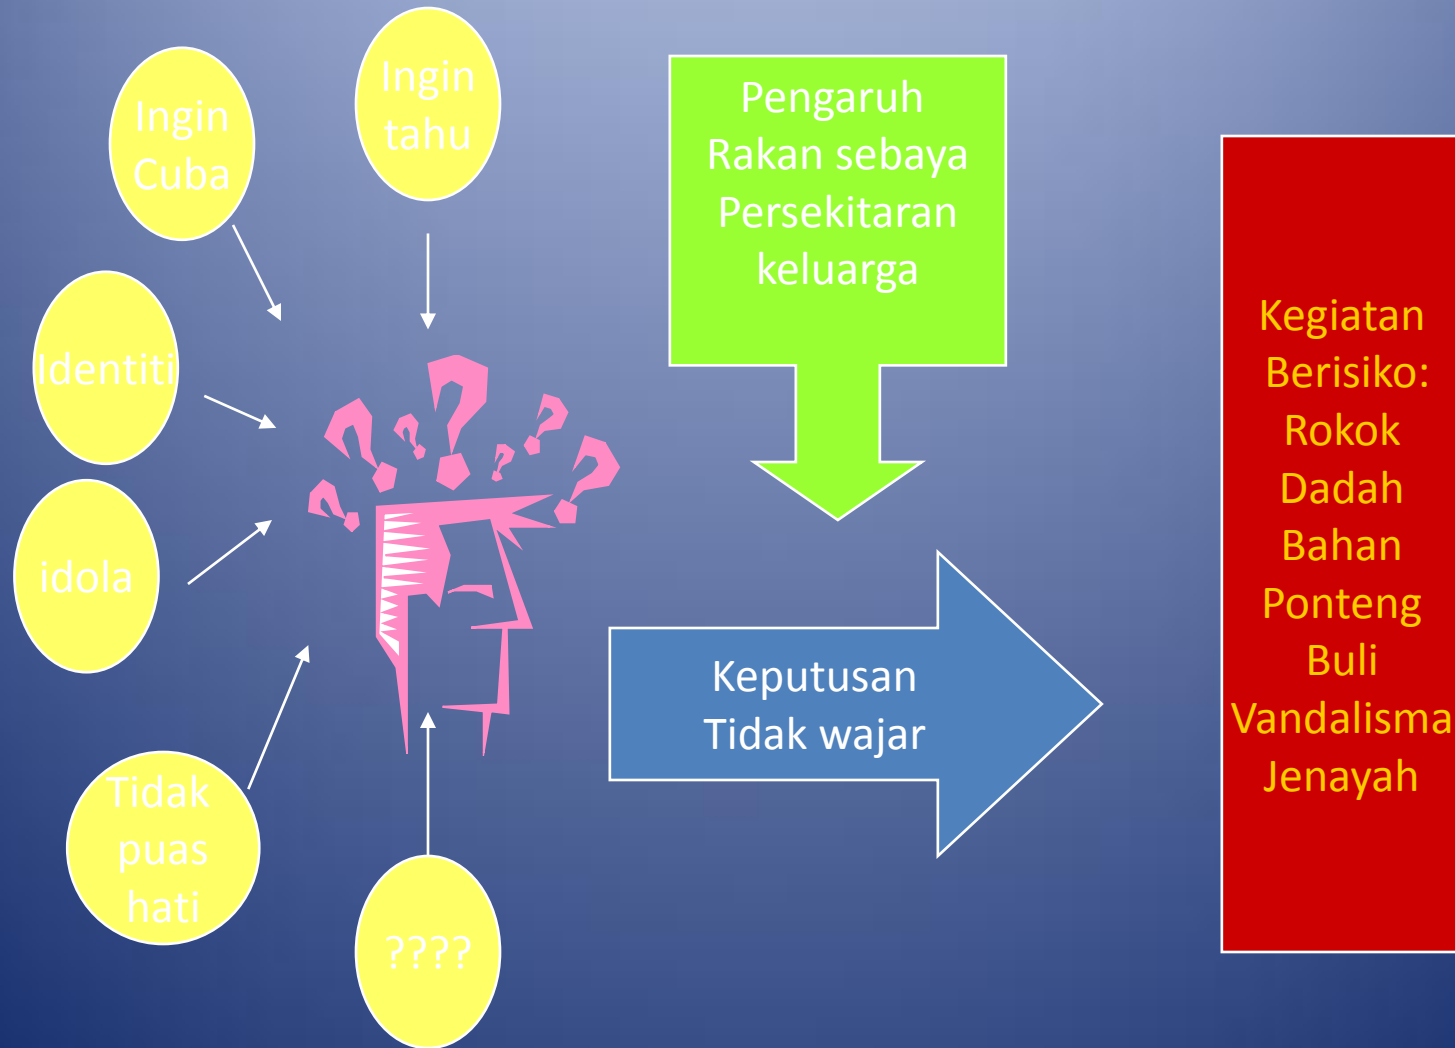 Ingin
Cuba
Ingin
tahu
Identiti
idola
Tidak
puas
hati
????
Pengaruh
Rakan sebaya
Persekitaran
keluarga
Keputusan
Tidak wajar
Kegiatan
Berisiko:
Rokok
Dadah
Bahan
Ponteng
Buli
Vandalisma
Jenayah